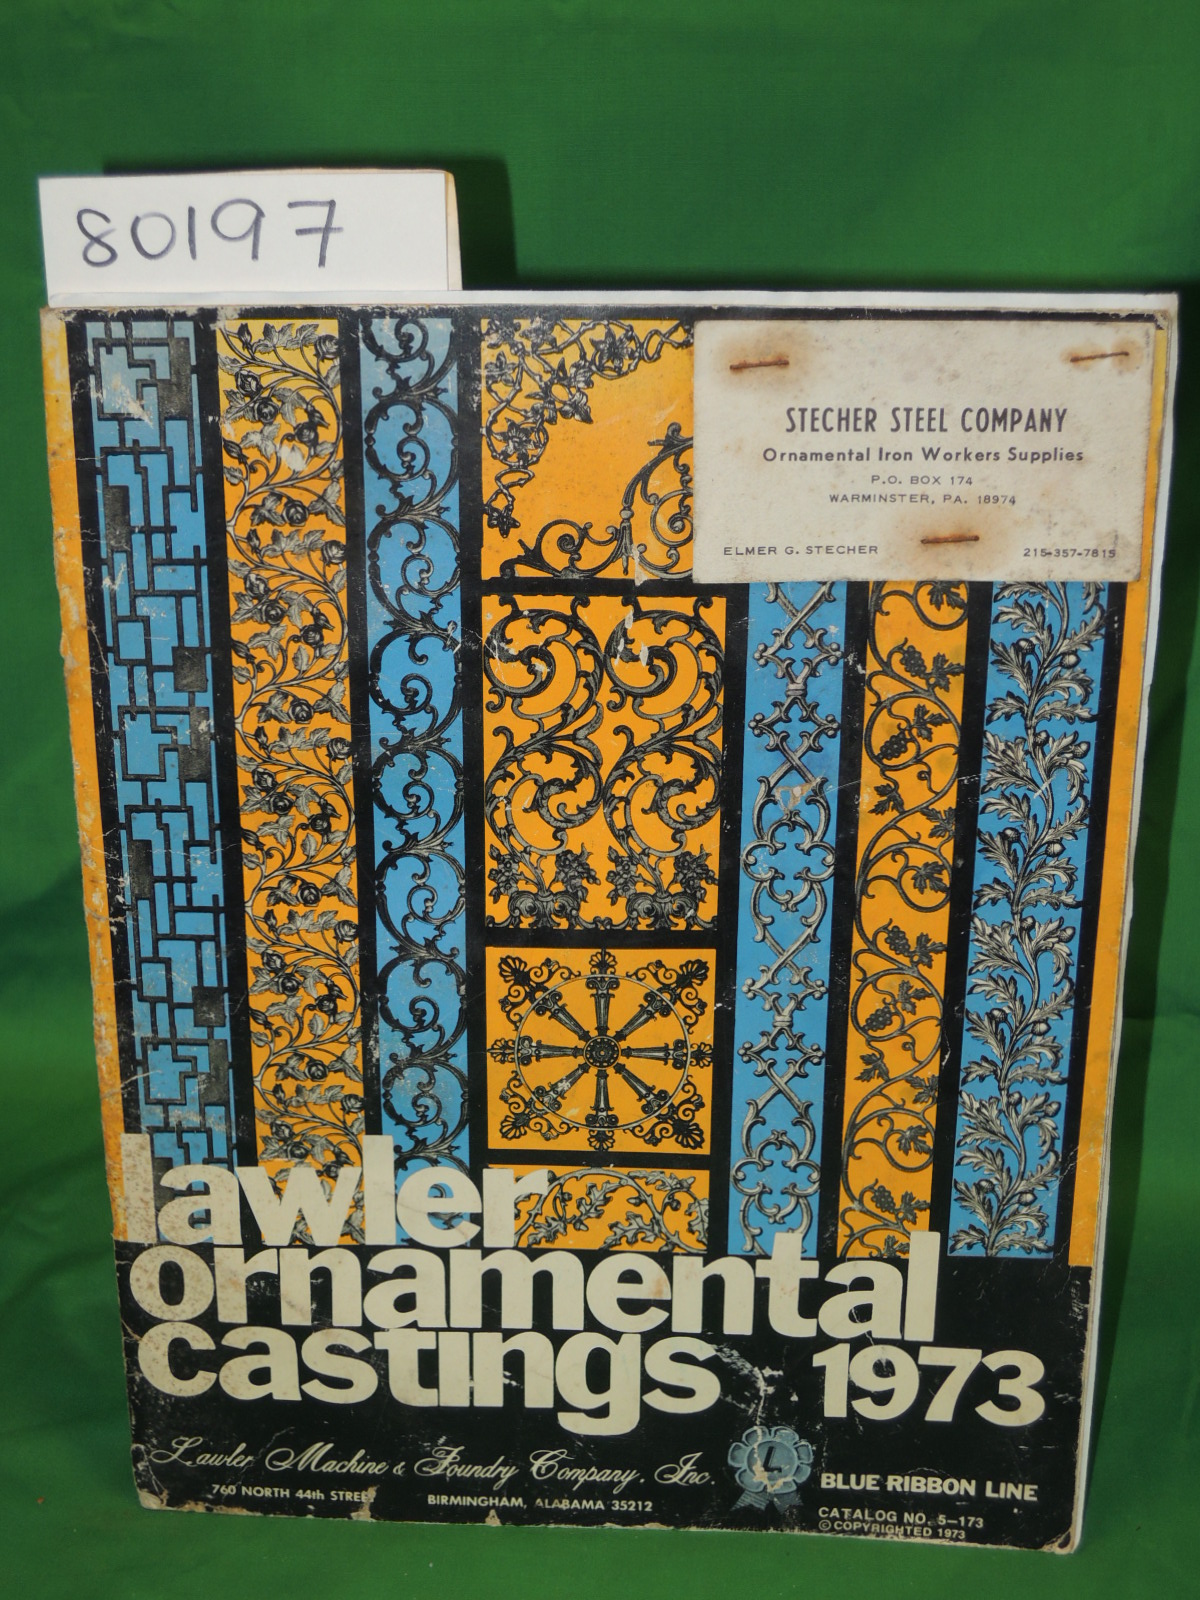 80197
STECHER STEEL COMPANY
Ornamental Iron Workers Supplies
P.O. BOX 174
WARMINSTER, PA. 18974
ELMER G. STECHER 215-357-7815
lawler
ornamental
castings 1973
Lawler Machine & Foundry Company, Inc.
760 NORTH 44th STREET BIRMINGHAM, ALABAMA 35212
L
BLUE RIBBON LINE
CATALOG NO. 5-173
© COPYRIGHTED 1973